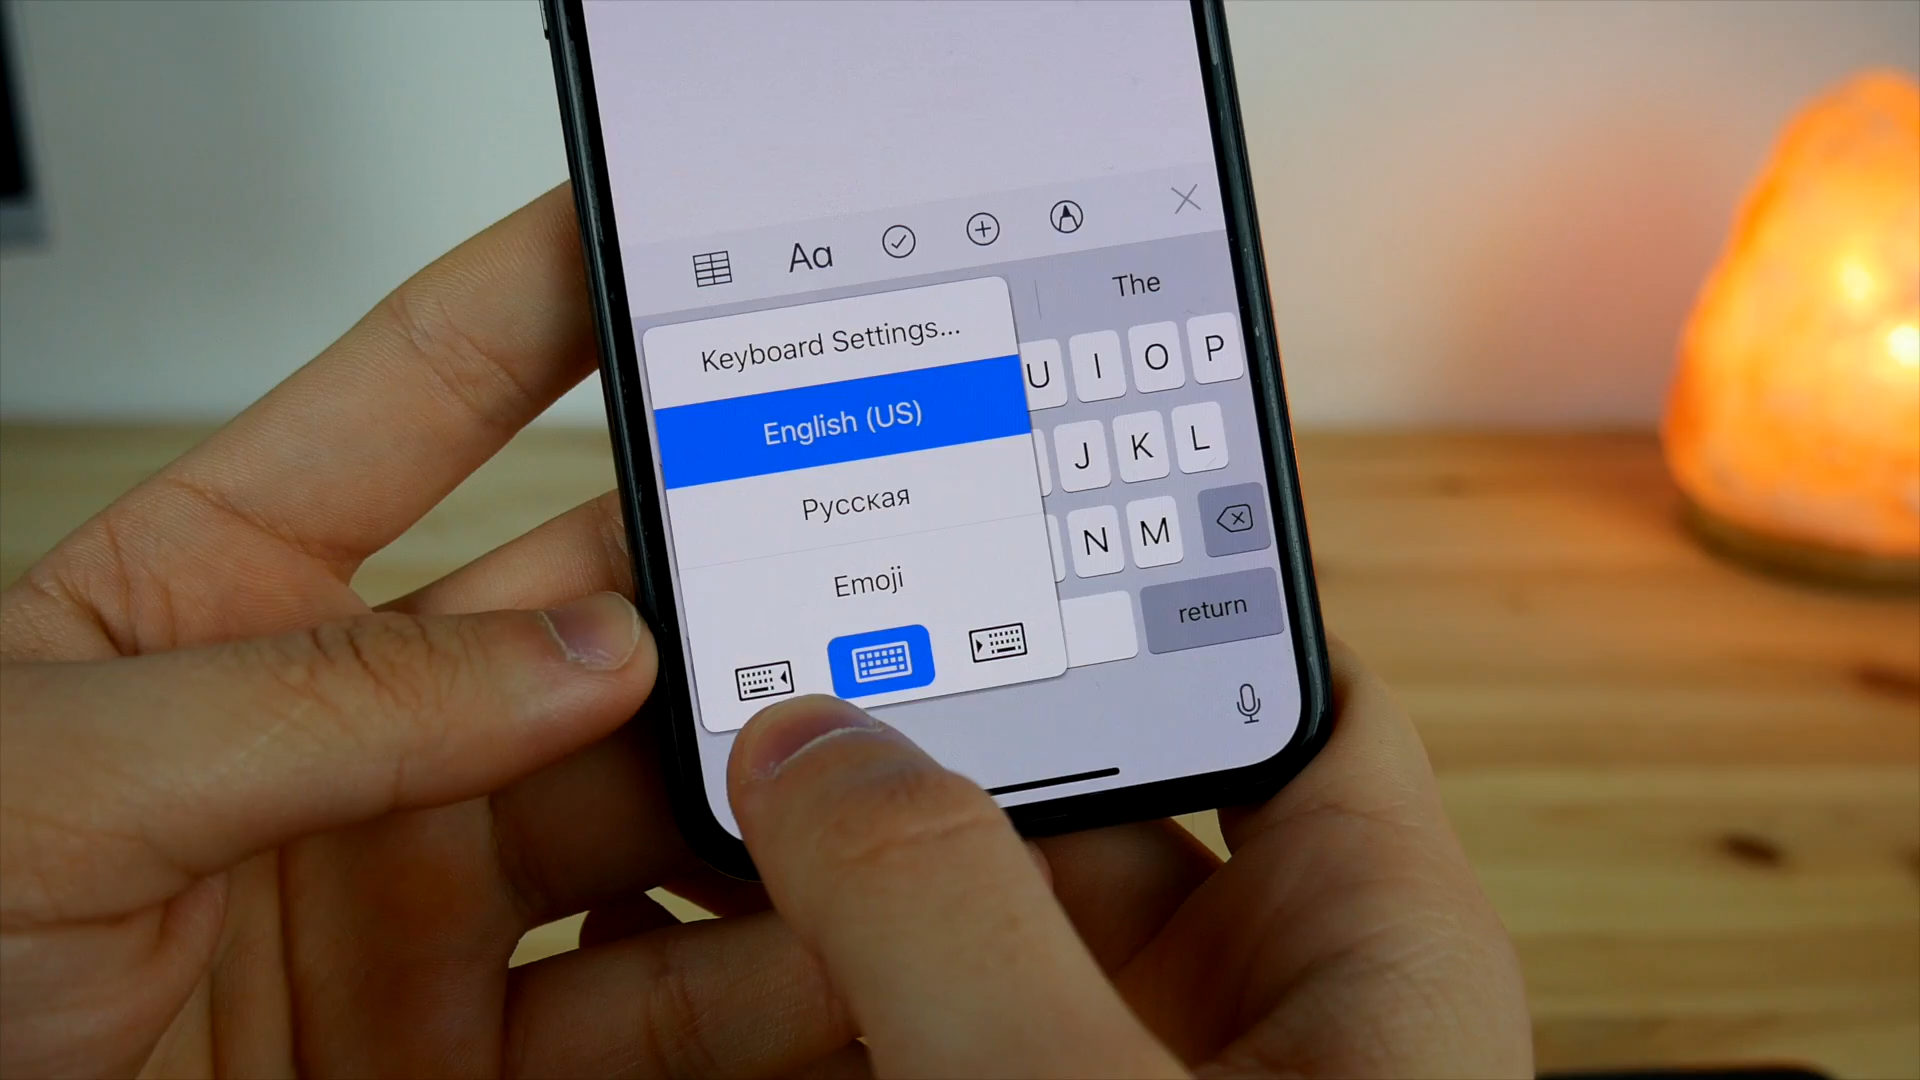 Aa
The
Keyboard Settings...
English (US)
Русская
Emoji
U I O P
J K L
N M
return